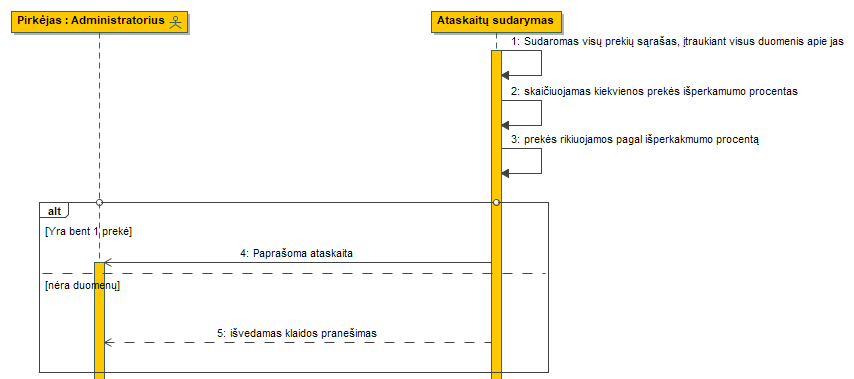 Pirkėjas : Administratorius
Ataskaitų sudarymas
1: Sudaromas visų prekių sąrašas, įtraukiant visus duomenis apie jas
2: skaičiuojamas kiekvienos prekės išperkamumo procentas
3: prekės rikiuojamos pagal išperkakmumo procentą
alt
[Yra bent 1 prekė]
4: Paprašoma ataskaita
[nėra duomenų]
5: išvedamas klaidos pranešimas